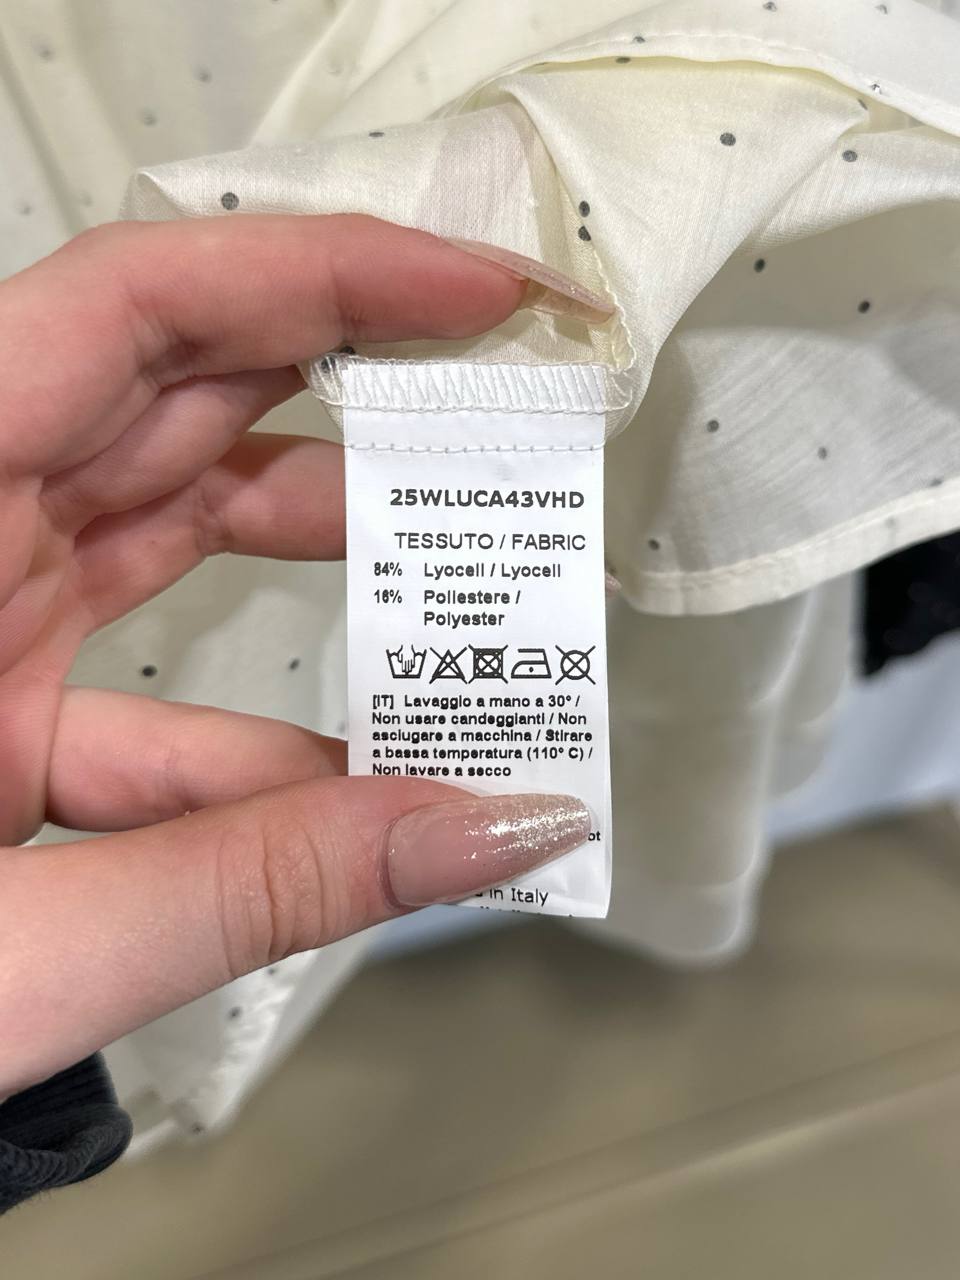 25WLUCA43VHD
TESSUTO / FABRIC
84% Lyocell / Lyocell
16% Poliestere /
Polyester
[IT] Lavaggio a mano a 30° /
Non usare candeggianti / Non
asciugare a macchina / Stirare
a bassa temperatura (110° C) /
Non lavare a secco
in Italy